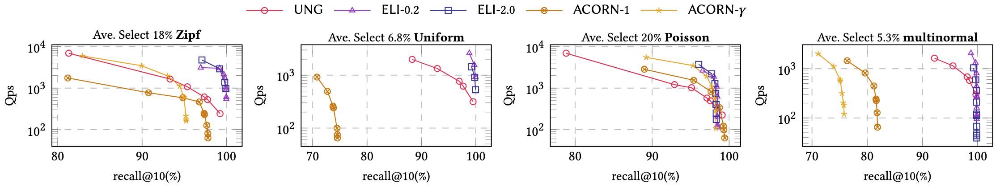 UNG ELI-0.2 ELI-2.0 ACORN-1 ACORN-γ
Ave. Select 18% Zipf
10^4
10^3
10^2
Qps
80 90 100
recall@10(%)
Ave. Select 6.8% Uniform
10^3
10^2
Qps
70 80 90 100
recall@10(%)
Ave. Select 20% Poisson
10^4
10^3
10^2
Qps
80 90 100
recall@10(%)
Ave. Select 5.3% multinormal
10^3
10^2
Qps
70 80 90 100
recall@10(%)